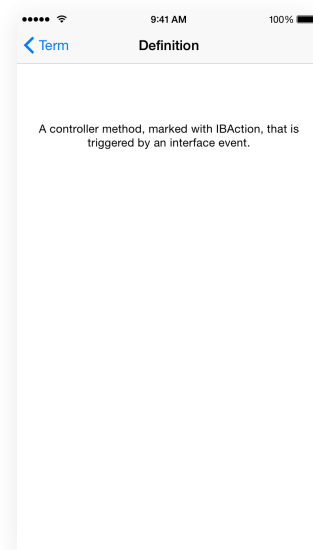 9:41 AM 100%
Term Definition
A controller method, marked with IBAction, that is
triggered by an interface event.